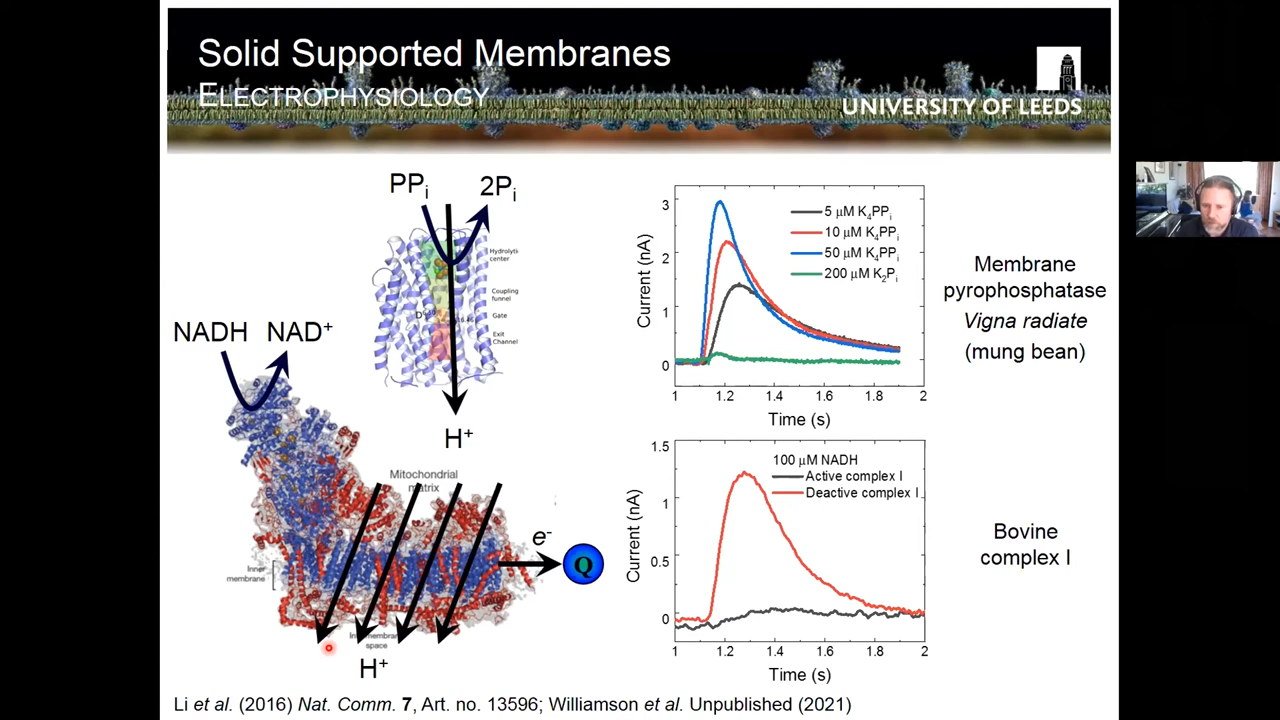 Solid Supported Membranes
ELECTROPHYSIOLOGY
UNIVERSITY OF LEEDS
PPi
2Pi
Hydrolytic
center
Coupling
funnel
Gate
Exit
Channel
H+
NADH NAD+
Mitochondrial
matrix
e-
Q
Inner
membrane
space
H+
Current (nA)
3
2
1
0
5 μM K4PPi
10 μM K4PPi
50 μM K4PPi
200 μM K2Pi
1 1.2 1.4 1.6 1.8 2
Time (s)
Membrane
pyrophosphatase
Vigna radiate
(mung bean)
Current (nA)
1.5
1
0.5
0
100 μM NADH
Active complex I
Deactive complex I
1 1.2 1.4 1.6 1.8 2
Time (s)
Bovine
complex I
Li et al. (2016) Nat. Comm. 7, Art. no. 13596; Williamson et al. Unpublished (2021)